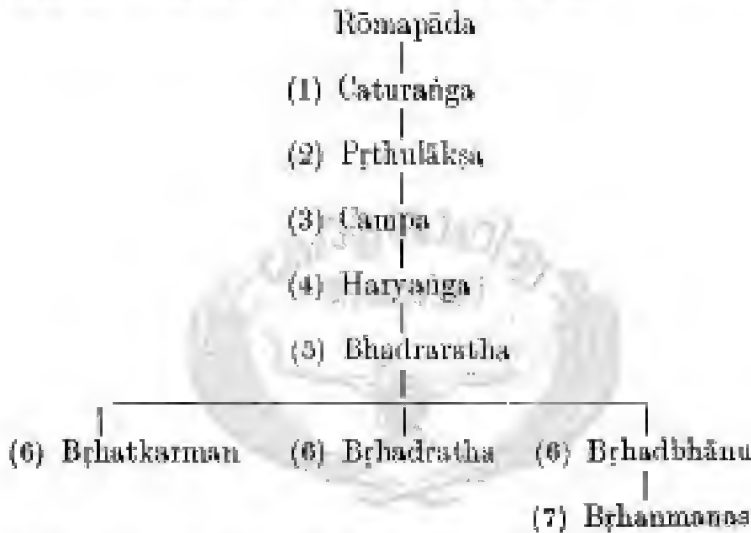 Rōmapāda
(1) Caturaṅga
(2) Pṛthulākṣa
(3) Campa
(4) Haryaṅga
(5) Bhadraratha
(6) Bṛhatkarman (6) Bṛhadratha (6) Bṛhadbhānu
(7) Bṛhanmanas